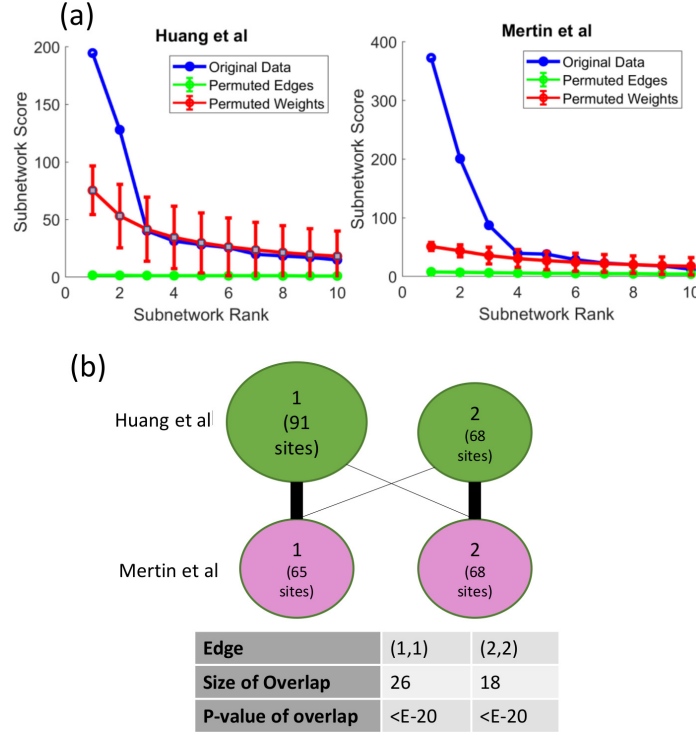 (a)
Huang et al
Original Data
Permuted Edges
Permuted Weights
200
150
100
50
0
Subnetwork Score
0 2 4 6 8 10
Subnetwork Rank
Mertin et al
Original Data
Permuted Edges
Permuted Weights
400
300
200
100
0
Subnetwork Score
0 2 4 6 8 10
Subnetwork Rank
(b)
Huang et al
1
(91
sites)
2
(68
sites)
Mertin et al
1
(65
sites)
2
(68
sites)
Edge (1,1) (2,2)
Size of Overlap 26 18
P-value of overlap <E-20 <E-20